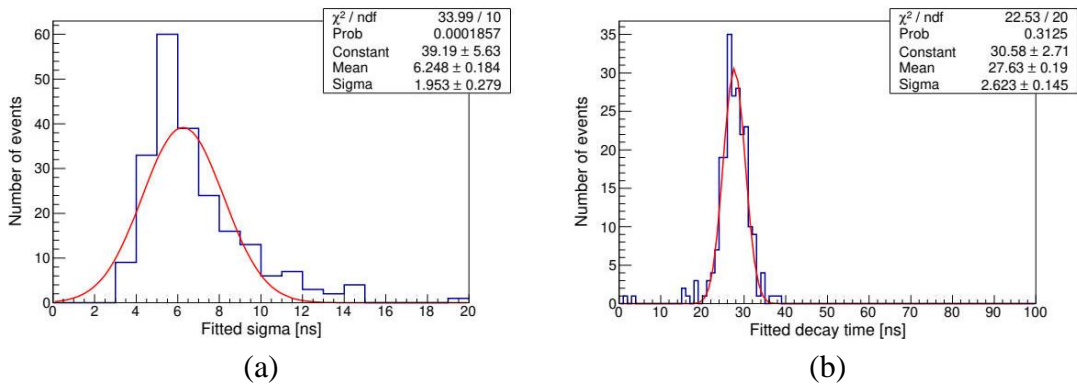 χ² / ndf 33.99 / 10
Prob 0.0001857
Constant 39.19 ± 5.63
Mean 6.248 ± 0.184
Sigma 1.953 ± 0.279
60
50
40
30
20
10
0
Number of events
0 2 4 6 8 10 12 14 16 18 20
Fitted sigma [ns]
(a)
χ² / ndf 22.53 / 20
Prob 0.3125
Constant 30.58 ± 2.71
Mean 27.63 ± 0.19
Sigma 2.623 ± 0.145
35
30
25
20
15
10
5
0
Number of events
0 10 20 30 40 50 60 70 80 90 100
Fitted decay time [ns]
(b)